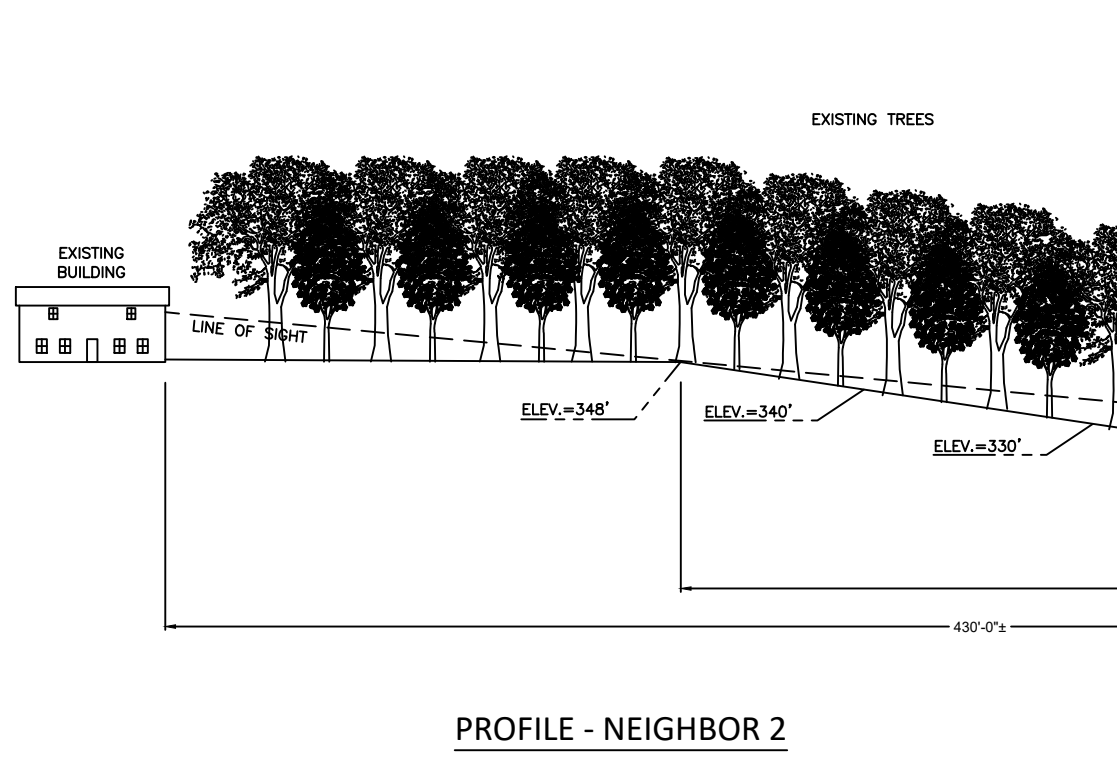 EXISTING TREES
EXISTING
BUILDING
LINE OF SIGHT
ELEV.=348'
ELEV.=340'
ELEV.=330'
430'-0"±
PROFILE - NEIGHBOR 2